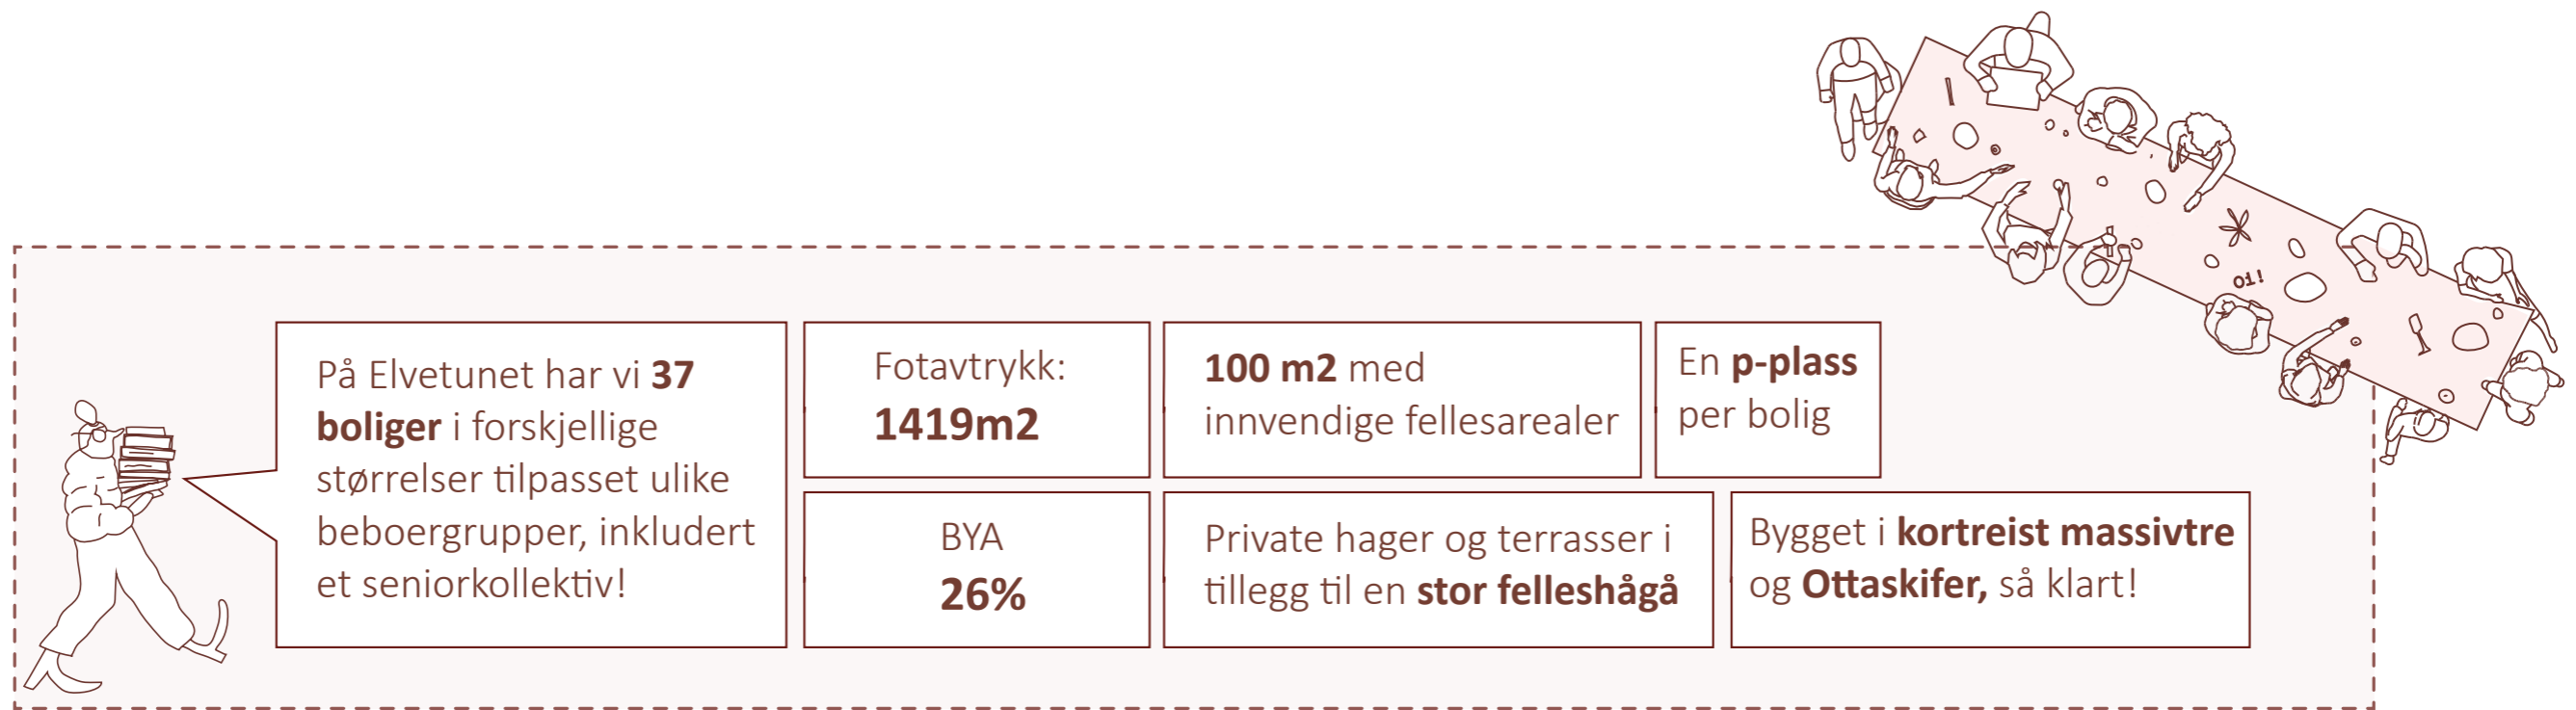 Oi!
På Elvetunet har vi 37
boliger i forskjellige
størrelser tilpasset ulike
beboergrupper, inkludert
et seniorkollektiv!
Fotavtrykk:
1419m2
100 m2 med
innvendige fellesarealer
En p-plass
per bolig
BYA
26%
Private hager og terrasser i
tillegg til en stor felleshågå
Bygget i kortreist massivtre
og Ottaskifer, så klart!